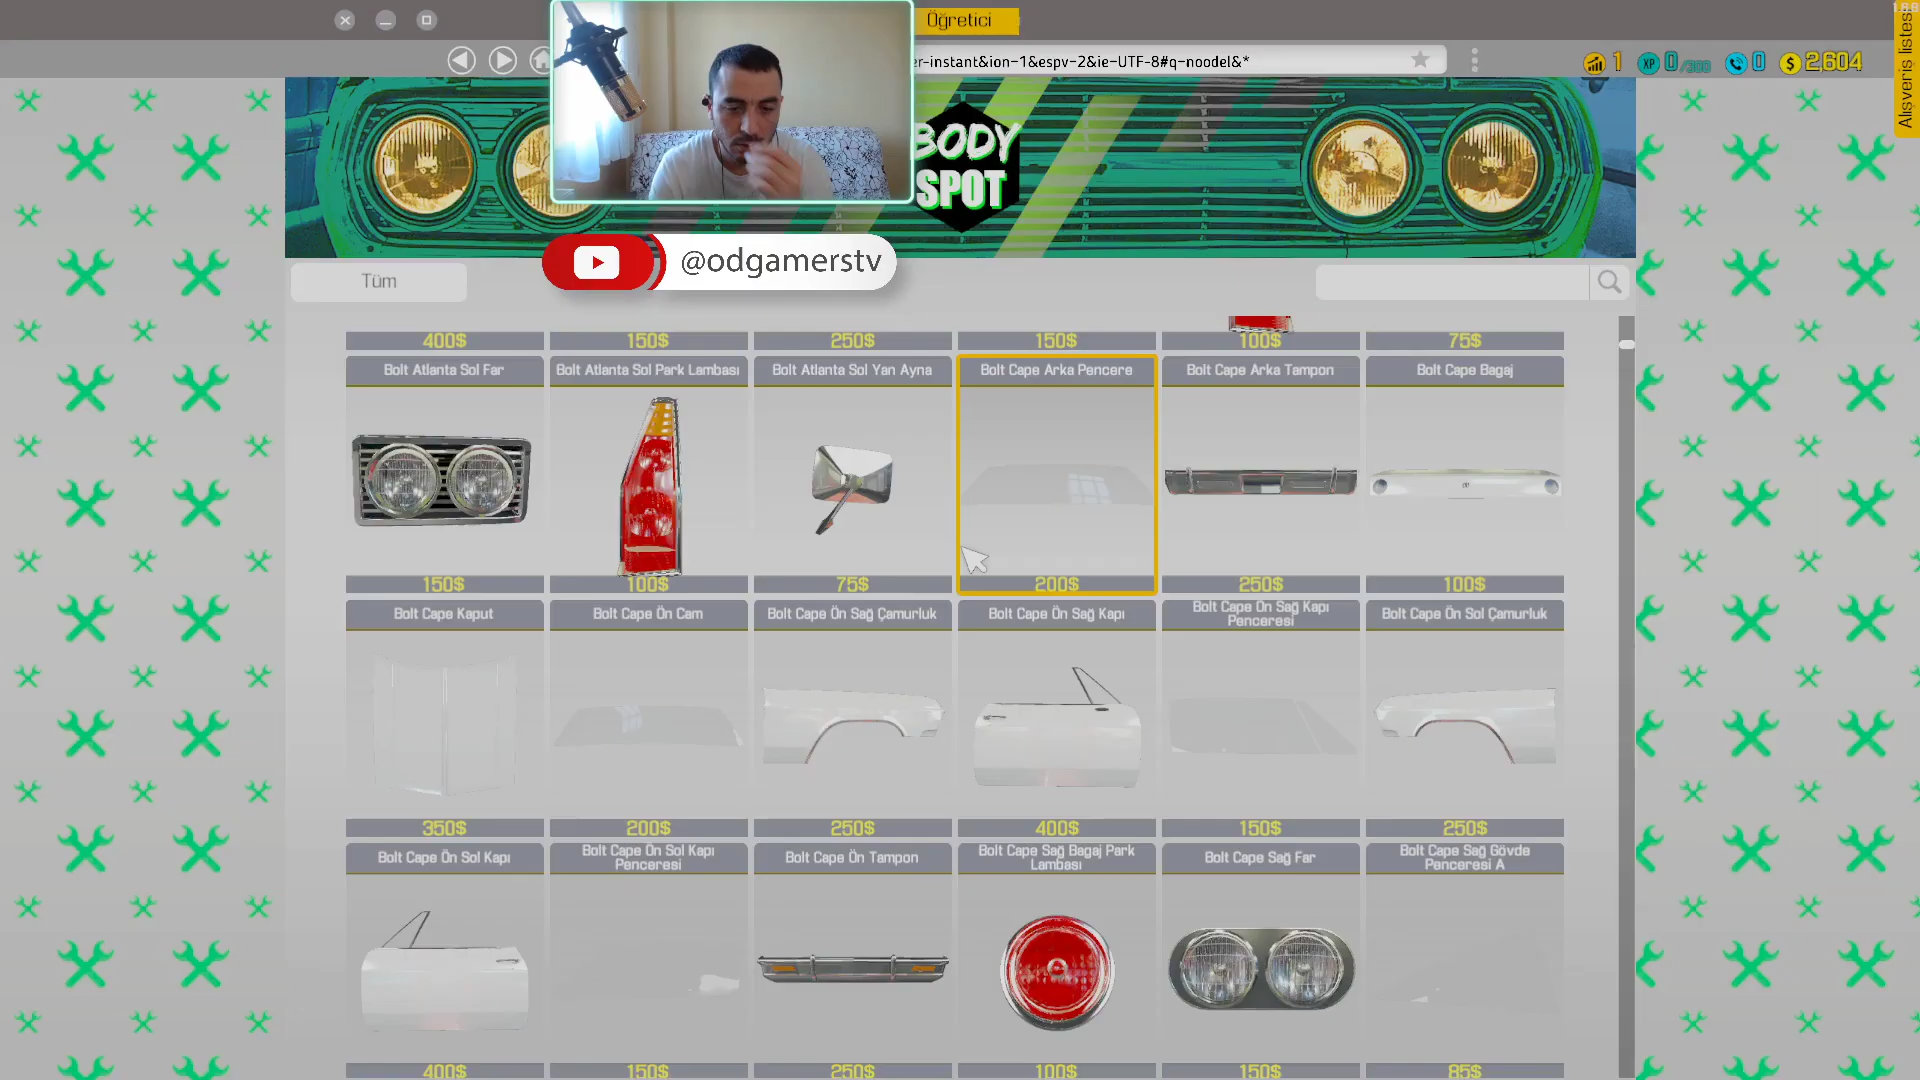 Öğretici
er-instant&ion-1&espv-2&ie-UTF-8#q-noodel&*
1
XP 0/300
0
$ 2,604
Alışveriş listesi
BODY
SPOT
@odgamerstv
Tüm
400$ 150$ 250$ 150$ 100$ 75$
Bolt Atlanta Sol Far
Bolt Atlanta Sol Park Lambası
Bolt Atlanta Sol Yan Ayna
Bolt Cape Arka Pencere
Bolt Cape Arka Tampon
Bolt Cape Bagaj
150$ 100$ 75$ 200$ 250$ 100$
Bolt Cape Kaput
Bolt Cape Ön Cam
Bolt Cape Ön Sağ Çamurluk
Bolt Cape Ön Sağ Kapı
Bolt Cape Ön Sağ Kapı
Penceresi
Bolt Cape Ön Sol Çamurluk
350$ 200$ 250$ 400$ 150$ 250$
Bolt Cape Ön Sol Kapı
Bolt Cape Ön Sol Kapı
Penceresi
Bolt Cape Ön Tampon
Bolt Cape Sağ Bagaj Park
Lambası
Bolt Cape Sağ Far
Bolt Cape Sağ Gövde
Penceresi A
400$ 150$ 250$ 100$ 150$ 85$